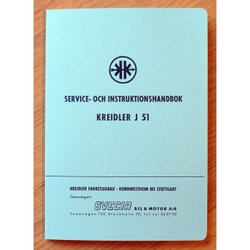 SERVICE- OCH INSTRUKTIONSHANDBOK
KREIDLER J 51
KREIDLER FAHRZEUGBAU - KORNWESTHEIM BEI STUTTGART
Generalagent:
SVECIA BIL & MOTOR A-B